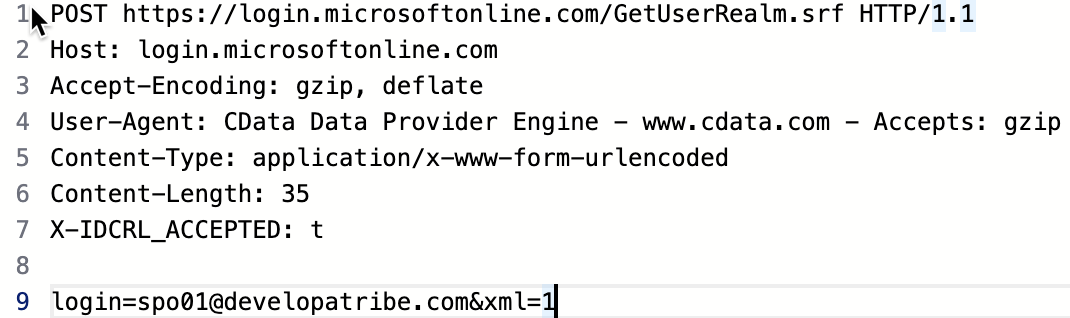 1 POST https://login.microsoftonline.com/GetUserRealm.srf HTTP/1.1
2 Host: login.microsoftonline.com
3 Accept-Encoding: gzip, deflate
4 User-Agent: CData Data Provider Engine - www.cdata.com - Accepts: gzip
5 Content-Type: application/x-www-form-urlencoded
6 Content-Length: 35
7 X-IDCRL_ACCEPTED: t
8
9 login=spo01@developatribe.com&xml=1